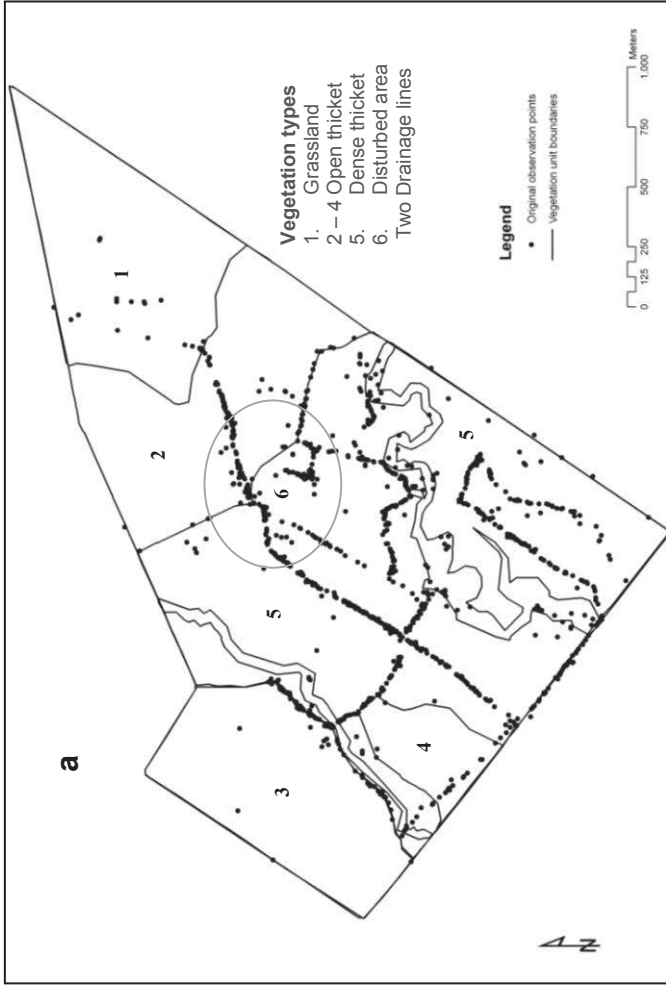 a
1
2
3
4
5
5
6
Vegetation types
1. Grassland
2 – 4 Open thicket
5. Dense thicket
6. Disturbed area
Two Drainage lines
Legend
Original observation points
Vegetation unit boundaries
0 125 250 500 750 1,000
Meters
N